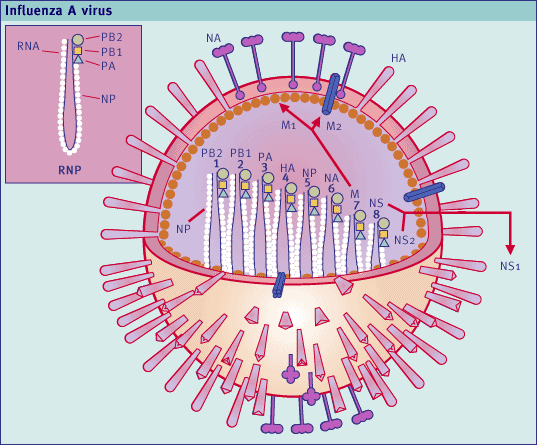 Influenza A virus
RNA
PB2
PB1
PA
NP
RNP
NA
HA
M1
M2
PB2
1
PB1
2
PA
3
HA
4
NP
5
NA
6
M
7
NS
8
NP
NS2
NS1